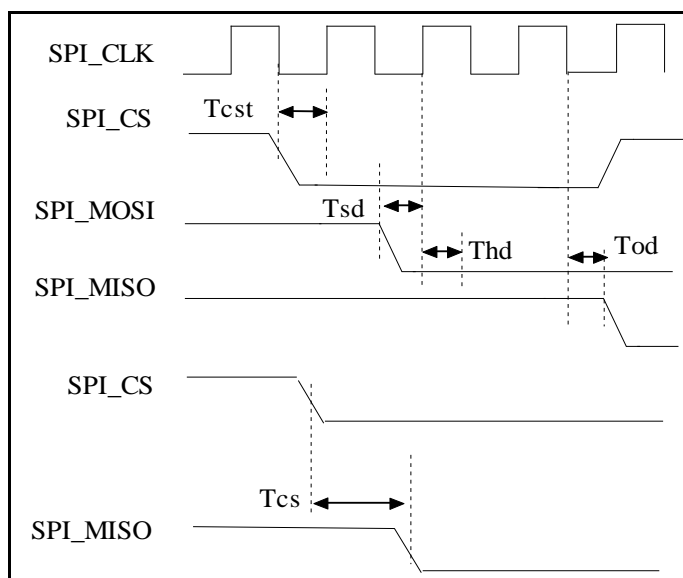 SPI_CLK
Tcst
SPI_CS
SPI_MOSI
Tsd
Thd
Tod
SPI_MISO
SPI_CS
Tcs
SPI_MISO